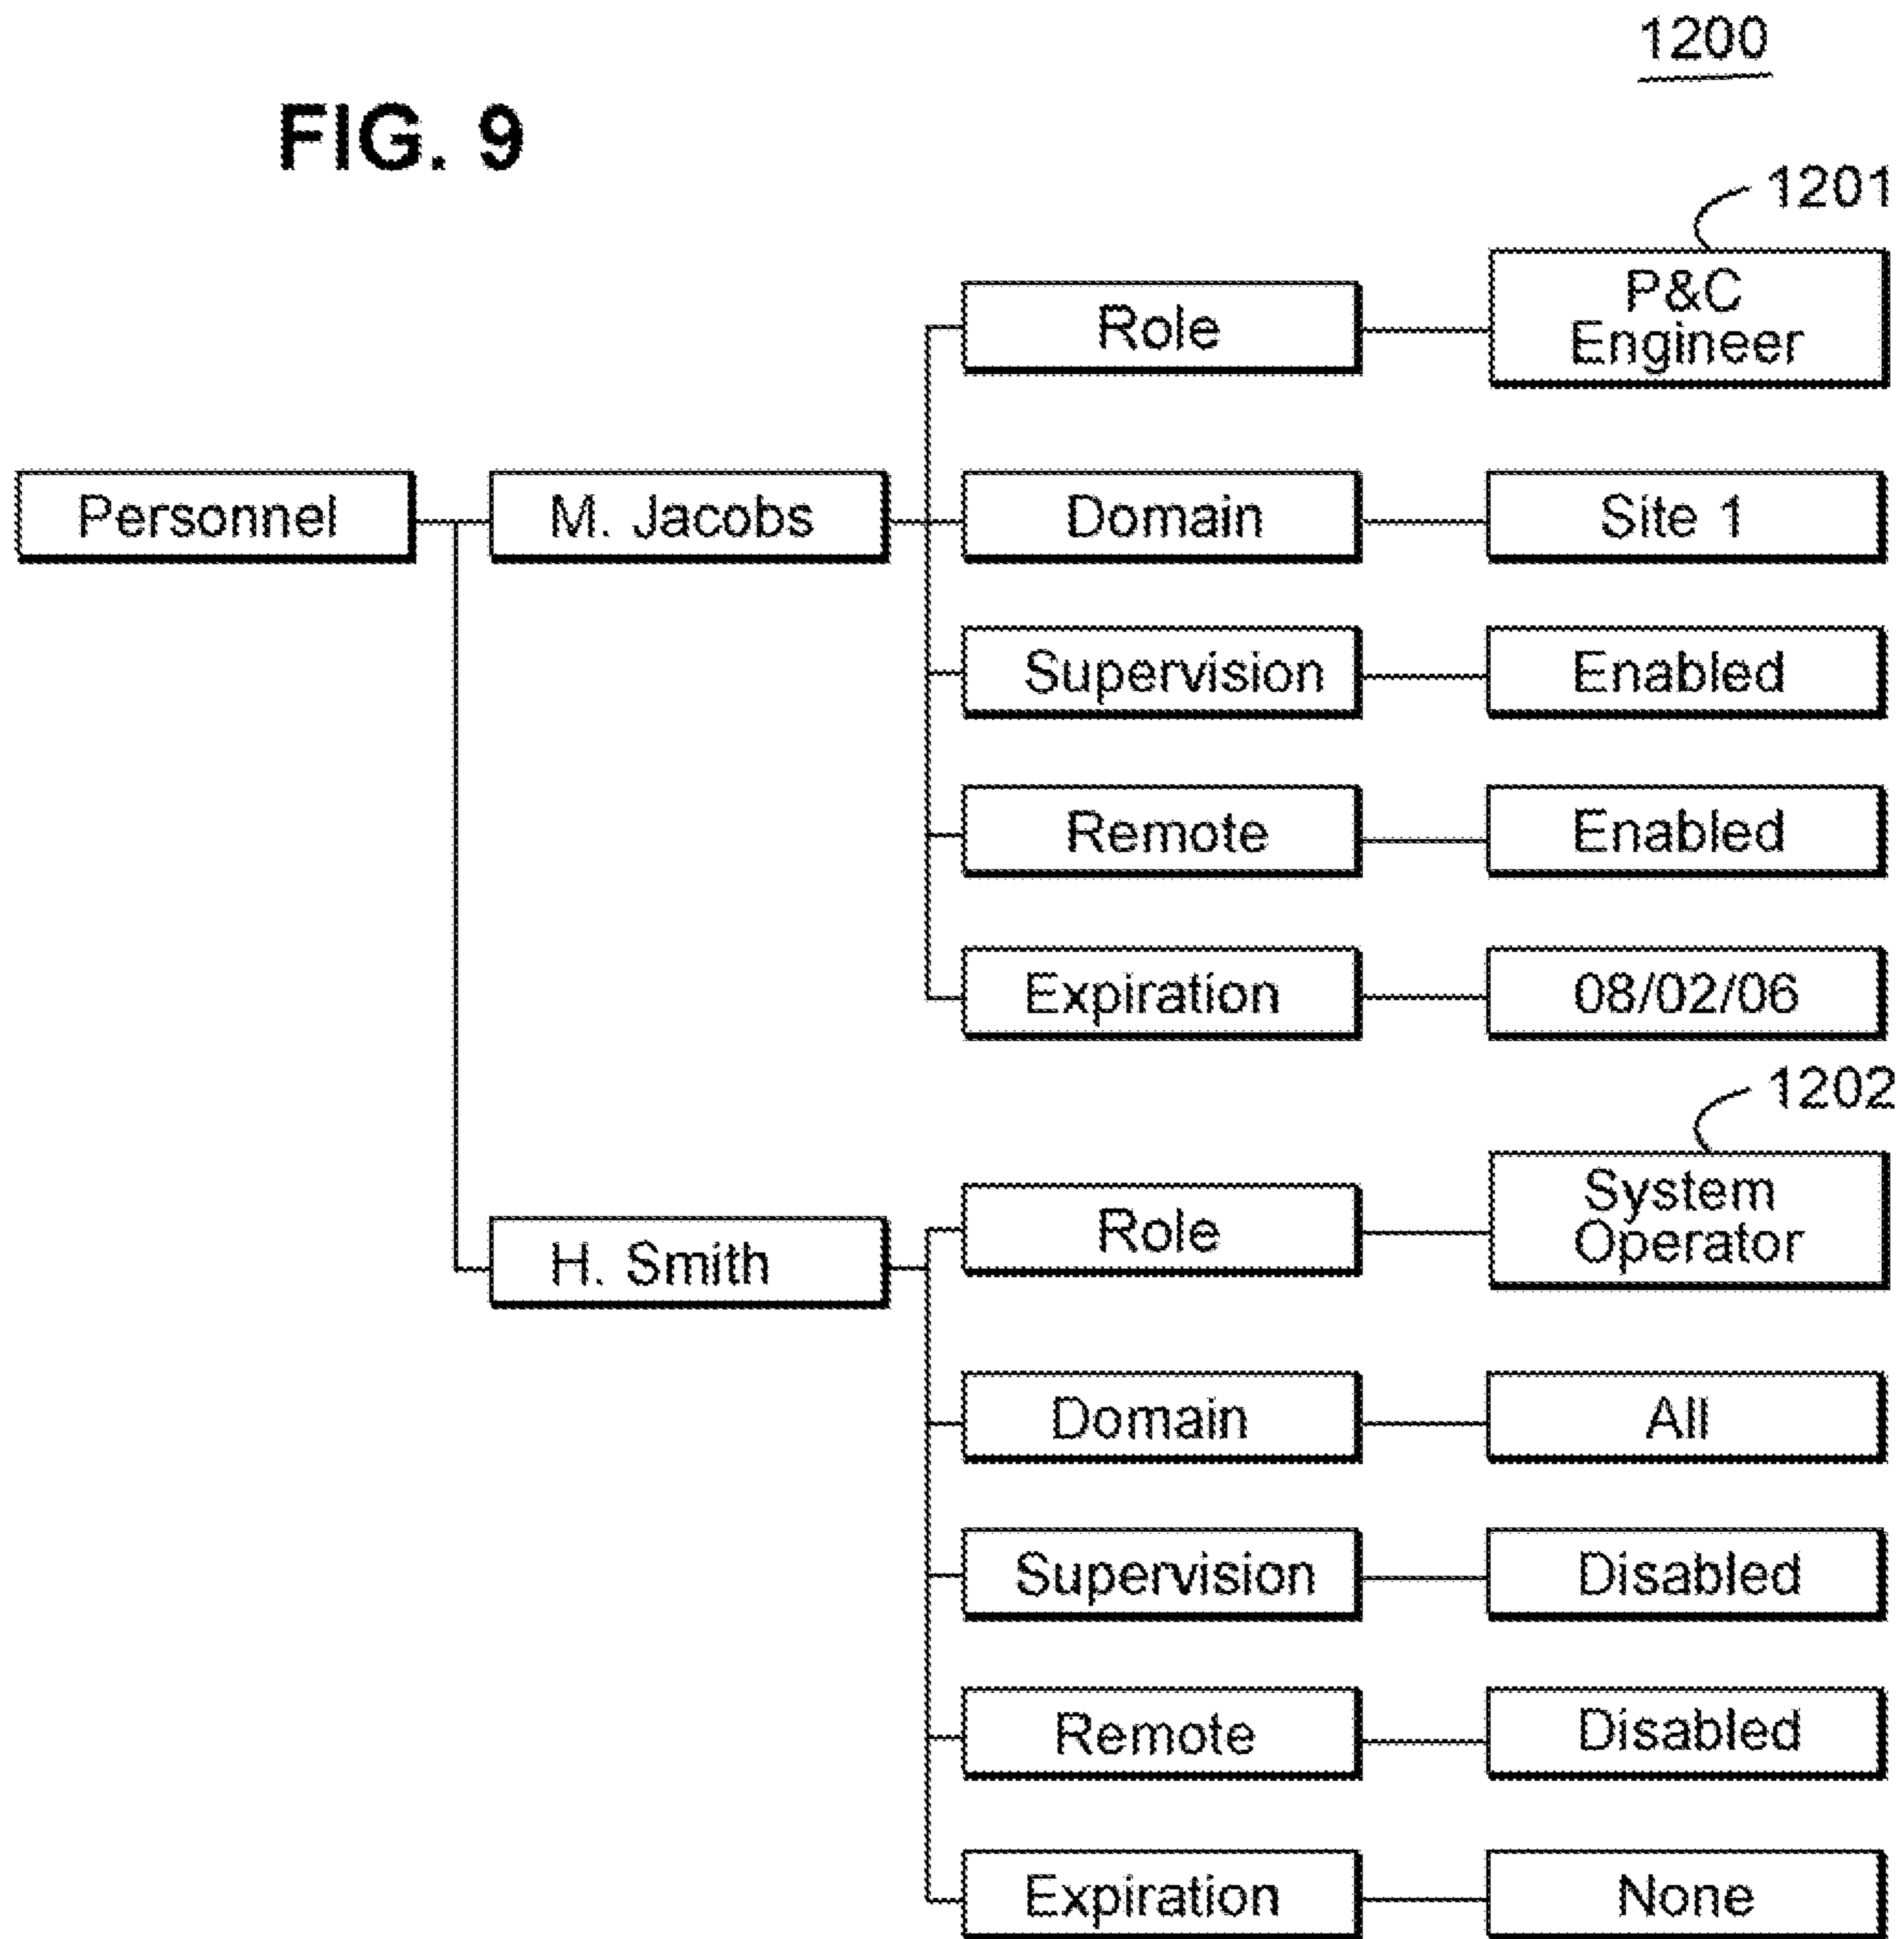 1200
FIG. 9
1201
Role
P&C
Engineer
Personnel
M. Jacobs
Domain
Site 1
Supervision
Enabled
Remote
Enabled
Expiration
08/02/06
1202
H. Smith
Role
System
Operator
Domain
All
Supervision
Disabled
Remote
Disabled
Expiration
None